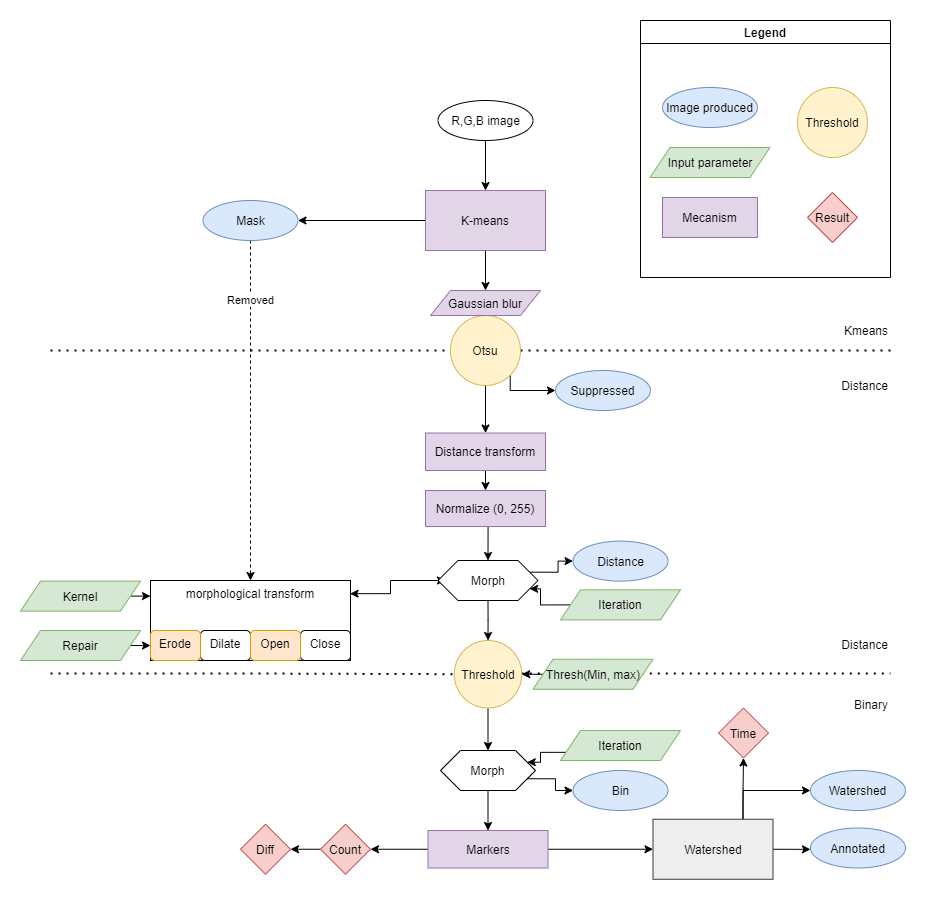 Legend
Image produced
Threshold
Input parameter
Mecanism
Result
R,G,B image
K-means
Mask
Removed
Gaussian blur
Kmeans
Otsu
Distance
Suppressed
Distance transform
Normalize (0, 255)
Morph
Distance
Iteration
morphological transform
Kernel
Repair
Erode
Dilate
Open
Close
Distance
Threshold
Thresh(Min, max)
Binary
Time
Iteration
Morph
Bin
Watershed
Diff
Count
Markers
Watershed
Annotated